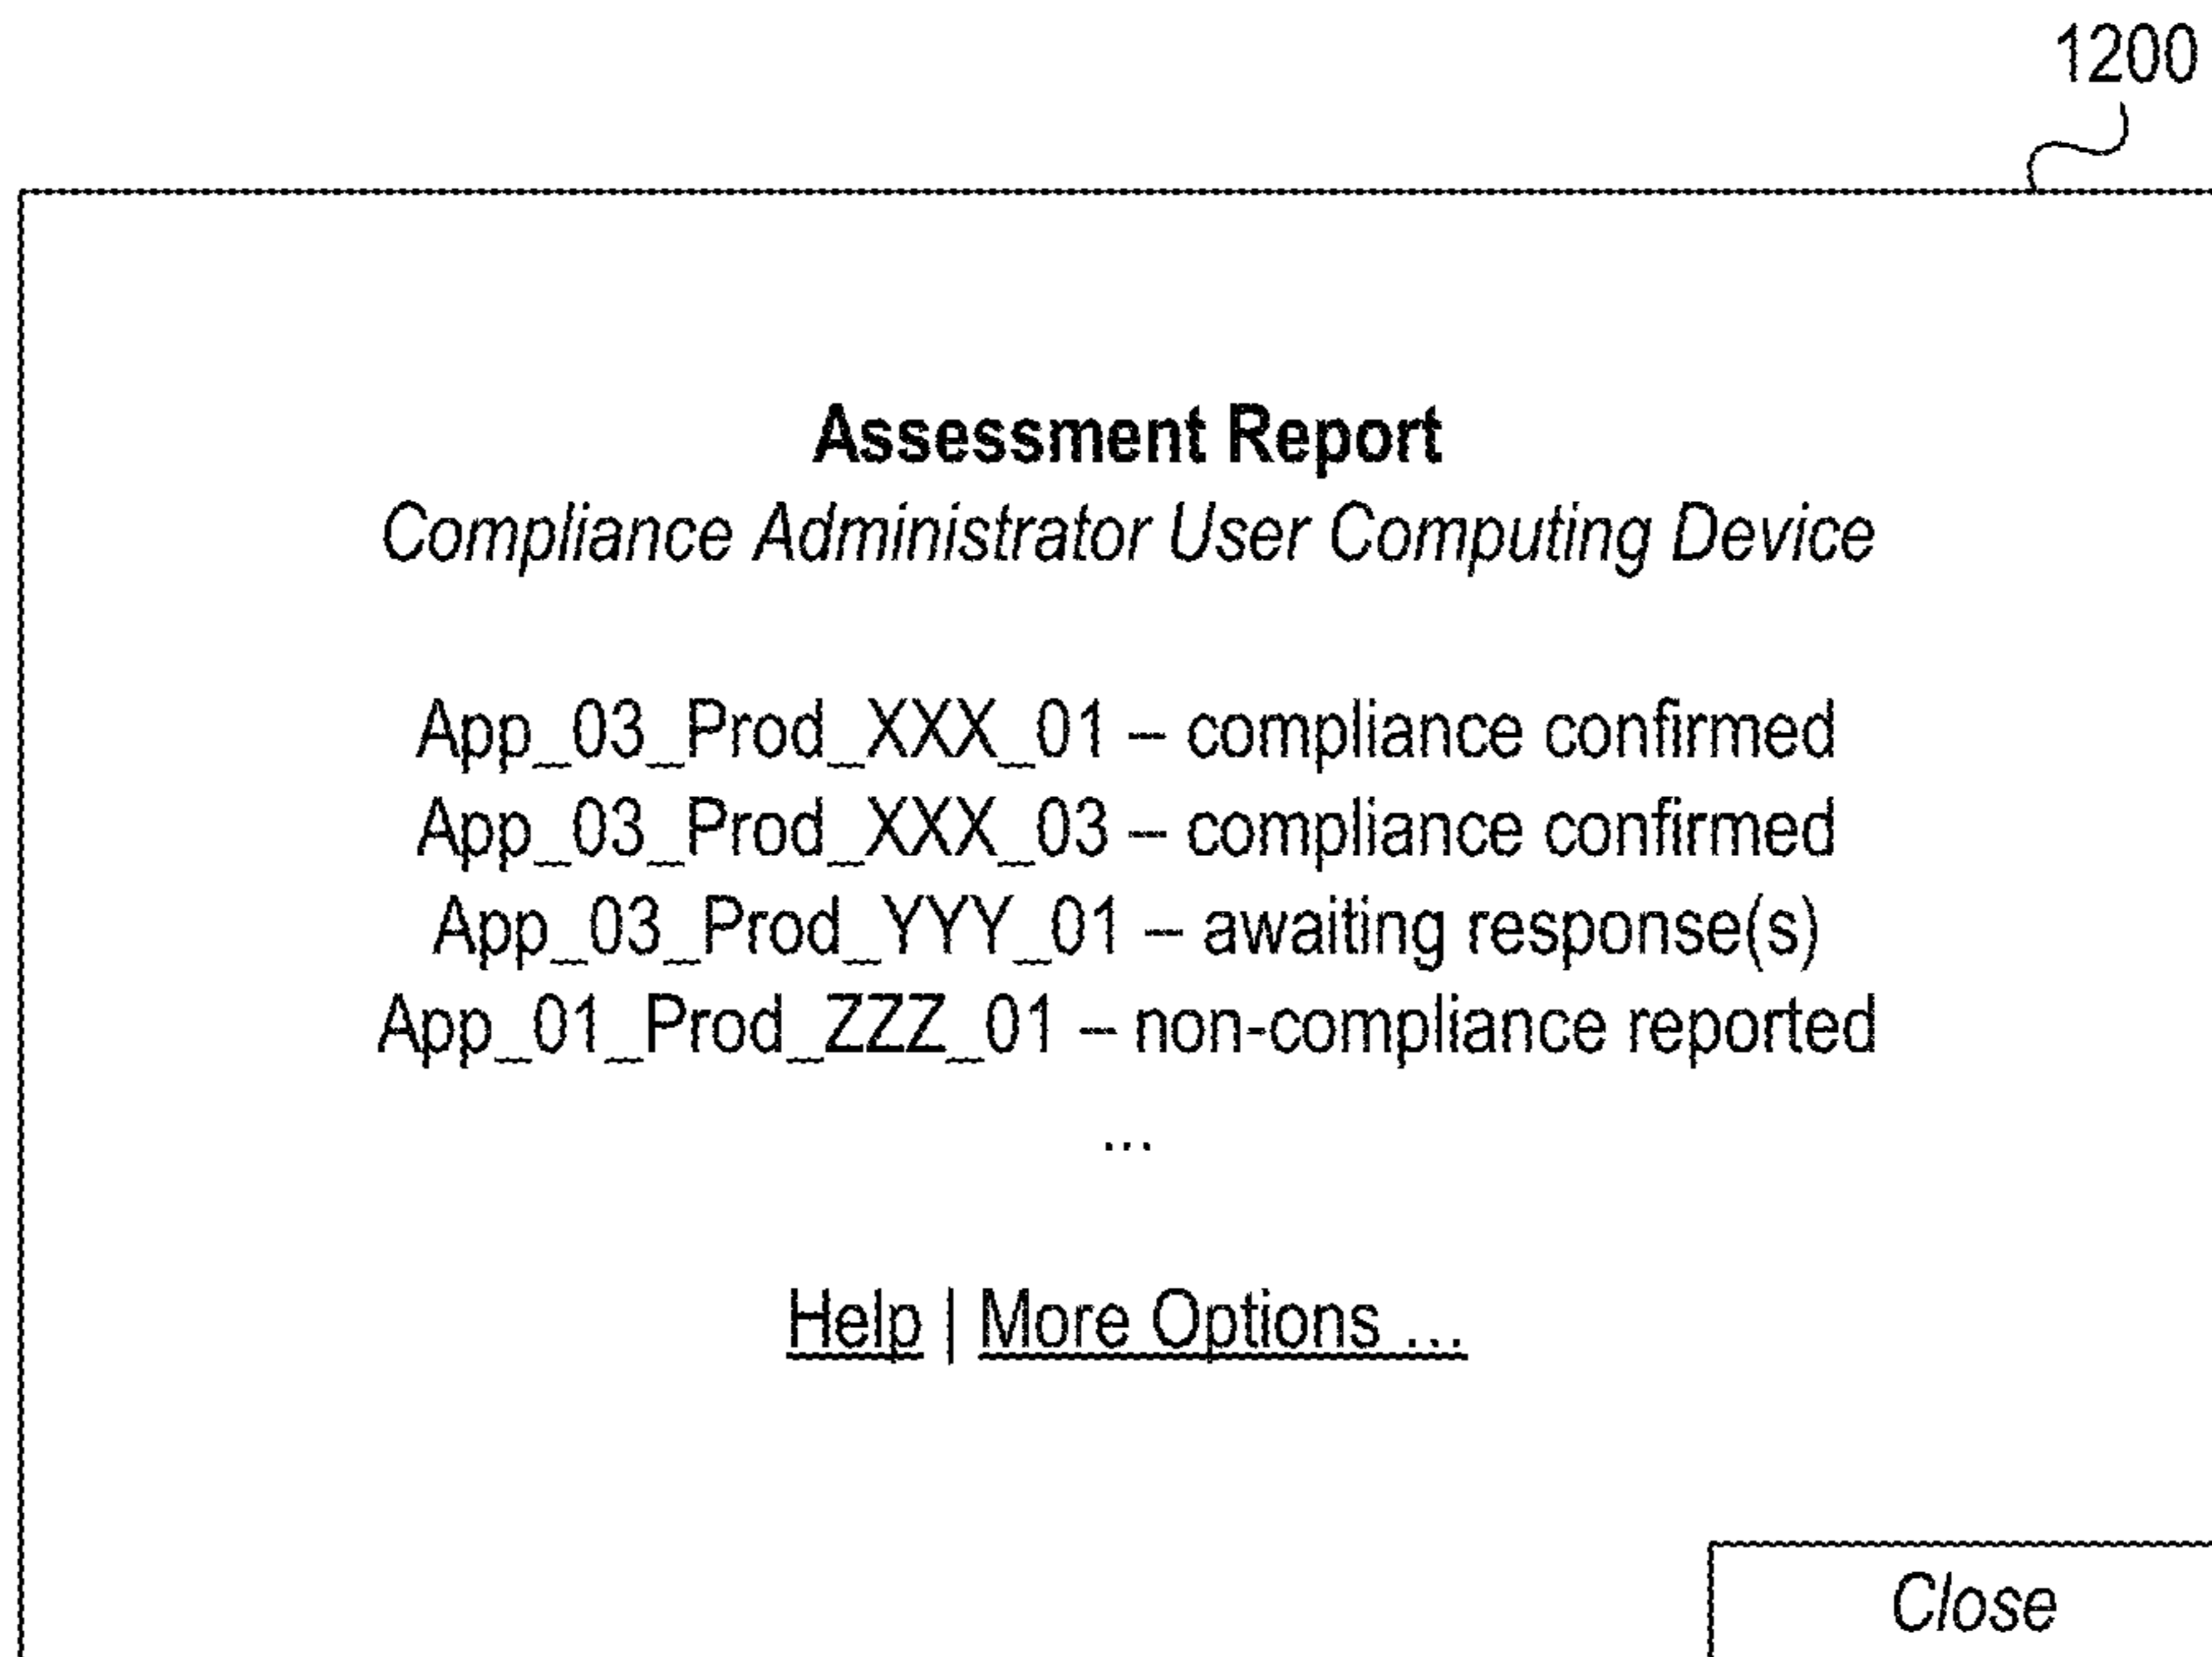 1200
Assessment Report
Compliance Administrator User Computing Device
App_03_Prod_XXX_01 – compliance confirmed
App_03_Prod_XXX_03 – compliance confirmed
App_03_Prod_YYY_01 – awaiting response(s)
App_01_Prod_ZZZ_01 – non-compliance reported
...
Help | More Options ...
Close